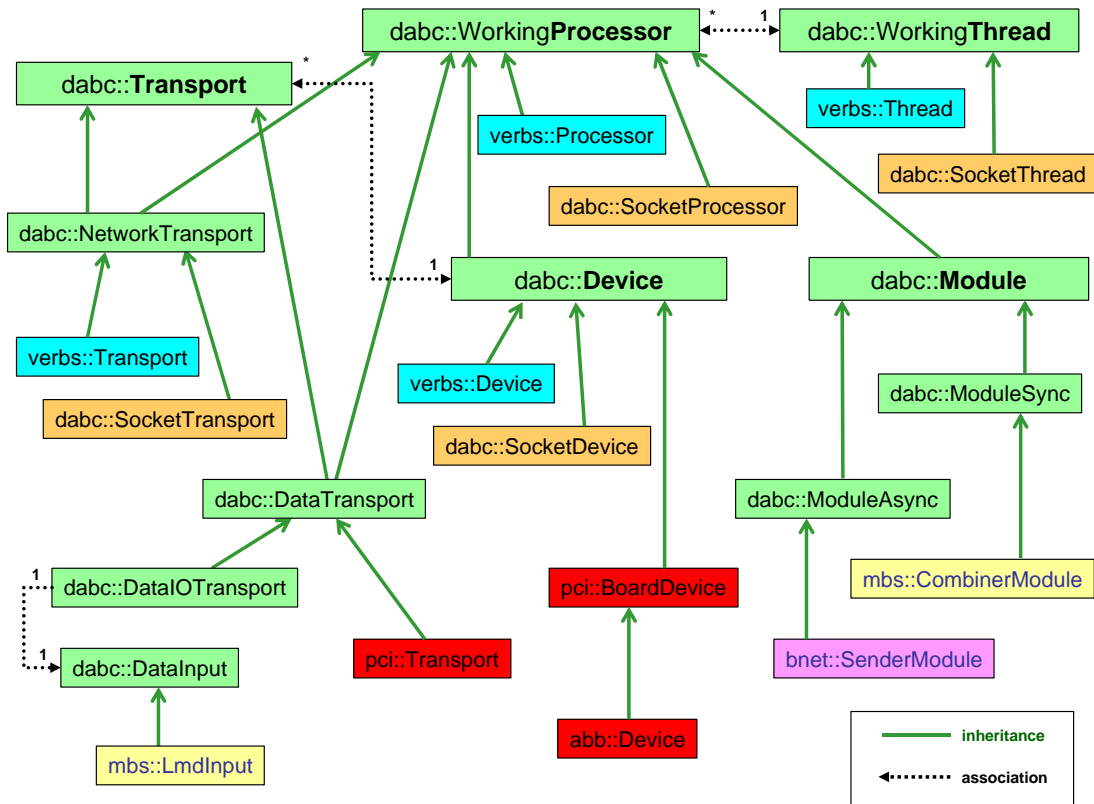 * 1
dabc::WorkingProcessor
dabc::WorkingThread
*
dabc::Transport
verbs::Thread
verbs::Processor
dabc::SocketThread
dabc::SocketProcessor
dabc::NetworkTransport
1
dabc::Device
dabc::Module
verbs::Transport
verbs::Device
dabc::ModuleSync
dabc::SocketTransport
dabc::SocketDevice
dabc::DataTransport
dabc::ModuleAsync
1
dabc::DataIOTransport
pci::BoardDevice
mbs::CombinerModule
1
dabc::DataInput
pci::Transport
bnet::SenderModule
abb::Device
inheritance
mbs::LmdInput
association